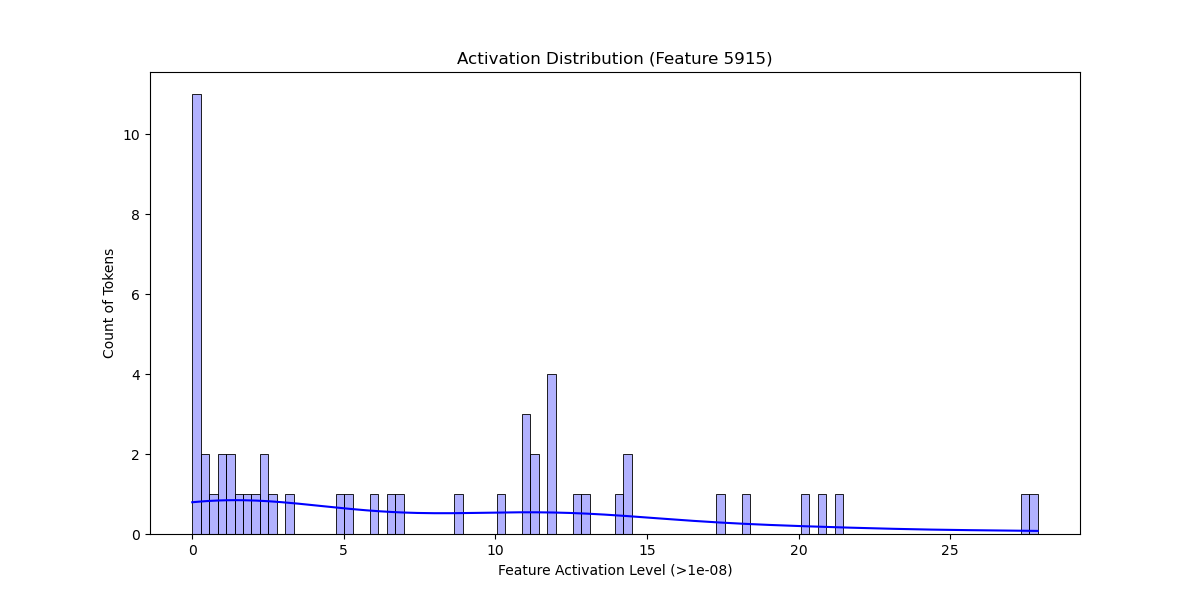 Activation Distribution (Feature 5915)
Count of Tokens
10
8
6
4
2
0
0 5 10 15 20 25
Feature Activation Level (>1e-08)